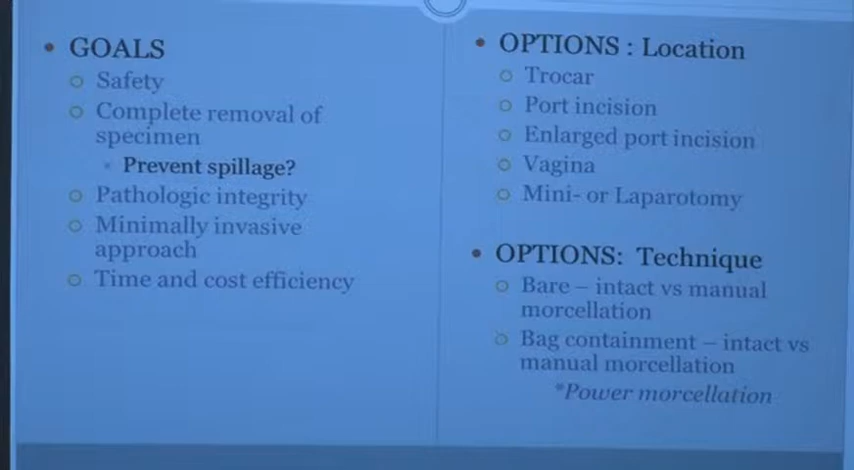 GOALS
Safety
Complete removal of
specimen
Prevent spillage?
Pathologic integrity
Minimally invasive
approach
Time and cost efficiency
OPTIONS : Location
Trocar
Port incision
Enlarged port incision
Vagina
Mini- or Laparotomy
OPTIONS: Technique
Bare – intact vs manual
morcellation
Bag containment – intact vs
manual morcellation
*Power morcellation